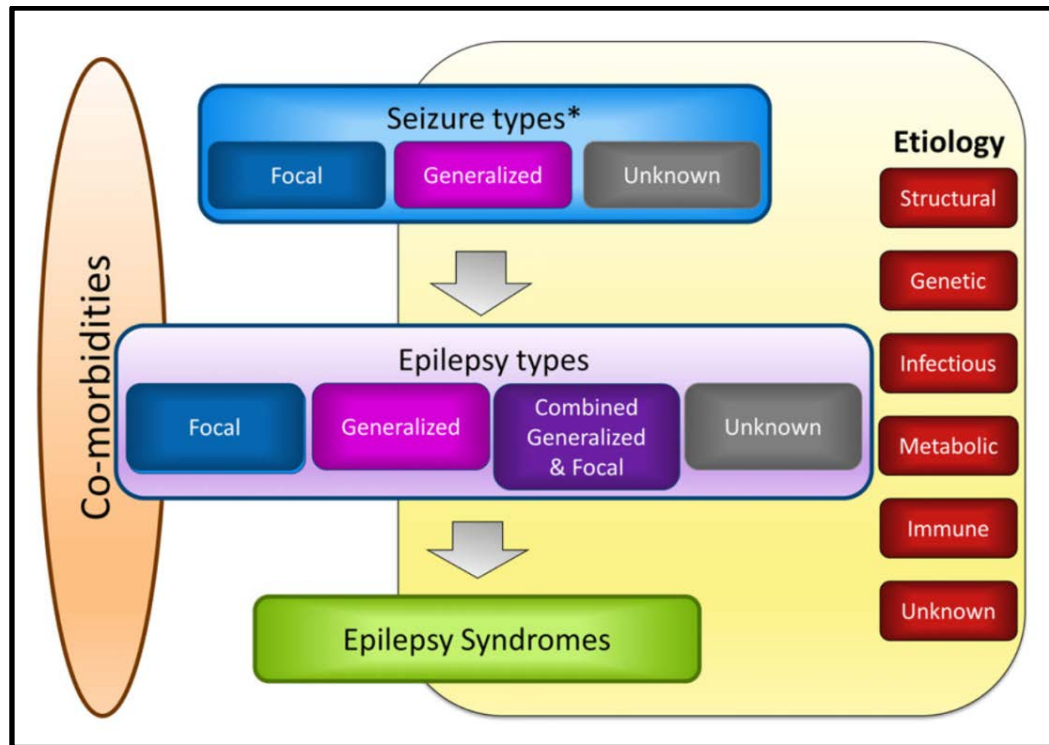 Co-morbidities
Seizure types*
Focal
Generalized
Unknown
Epilepsy types
Focal
Generalized
Combined
Generalized
& Focal
Unknown
Epilepsy Syndromes
Etiology
Structural
Genetic
Infectious
Metabolic
Immune
Unknown